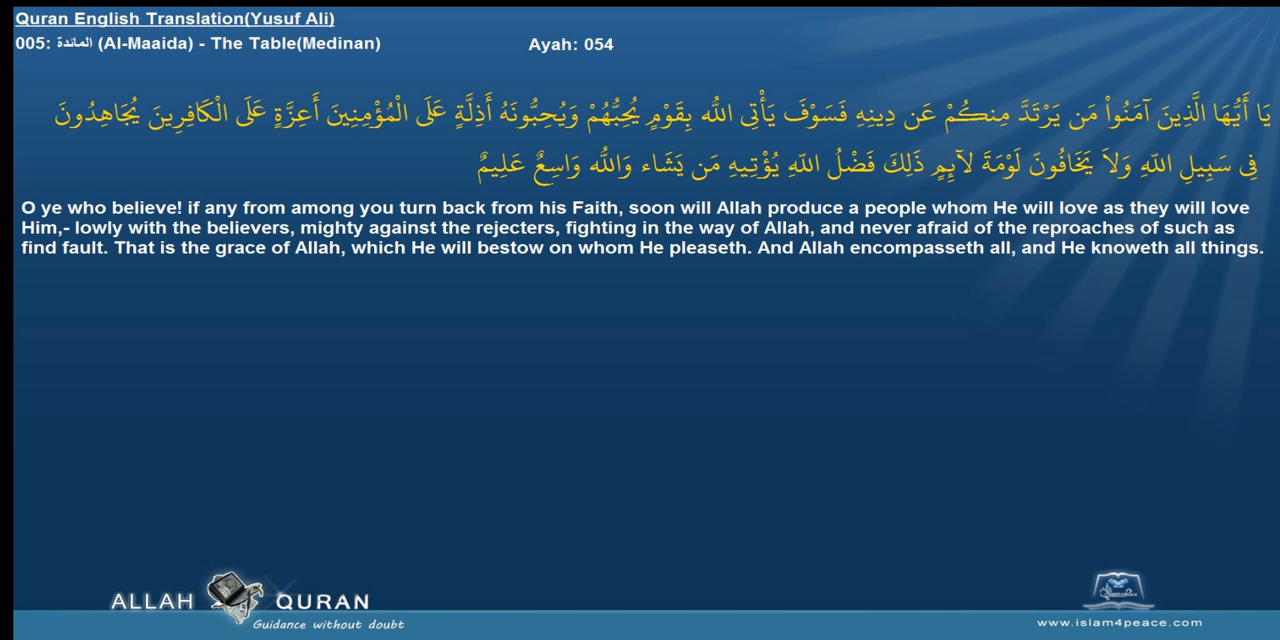 Quran English Translation(Yusuf Ali)
005: المائدة (Al-Maaida) - The Table(Medinan) Ayah: 054
يَا أَيُّهَا الَّذِينَ آمَنُواْ مَن يَرْتَدَّ مِنكُمْ عَن دِينِهِ فَسَوْفَ يَأْتِي اللّهُ بِقَوْمٍ يُحِبُّهُمْ وَيُحِبُّونَهُ أَذِلَّةٍ عَلَى الْمُؤْمِنِينَ أَعِزَّةٍ عَلَى الْكَافِرِينَ يُجَاهِدُونَ
فِي سَبِيلِ اللّهِ وَلاَ يَخَافُونَ لَوْمَةَ لآئِمٍ ذَلِكَ فَضْلُ اللّهِ يُؤْتِيهِ مَن يَشَاء وَاللّهُ وَاسِعٌ عَلِيمٌ
O ye who believe! if any from among you turn back from his Faith, soon will Allah produce a people whom He will love as they will love
Him,- lowly with the believers, mighty against the rejecters, fighting in the way of Allah, and never afraid of the reproaches of such as
find fault. That is the grace of Allah, which He will bestow on whom He pleaseth. And Allah encompasseth all, and He knoweth all things.
ALLAH QURAN
Guidance without doubt
www.islam4peace.com